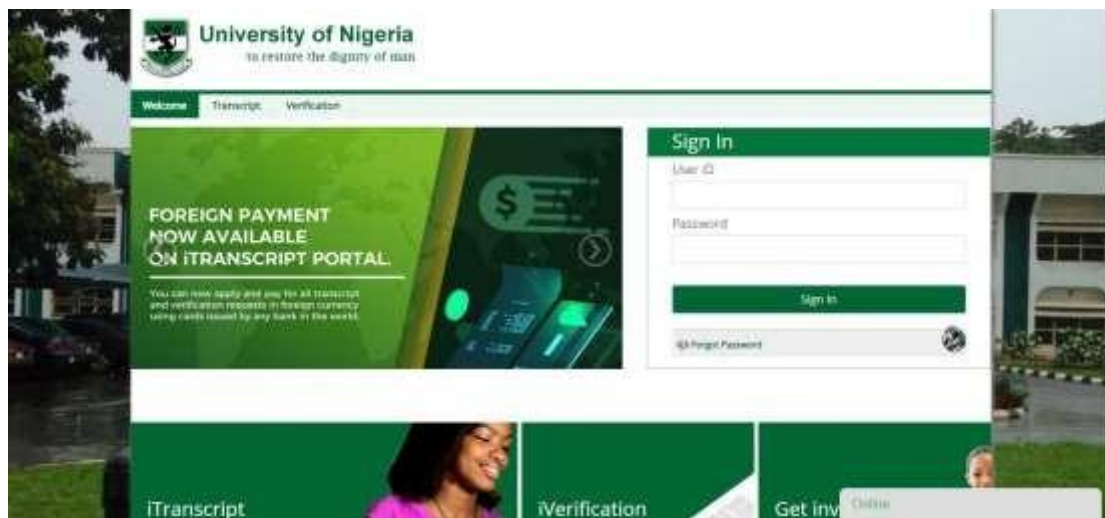 University of Nigeria
to restore the dignity of man
Welcome
Transcript
Verification
FOREIGN PAYMENT
NOW AVAILABLE
ON iTRANSCRIPT PORTAL.
You can now apply and pay for all transcript
and verification requests in foreign currency
using cards issued by any bank in the world.
$
Sign In
User ID
Password
Sign In
Forgot Password
iTranscript
iVerification
Get inv
Online